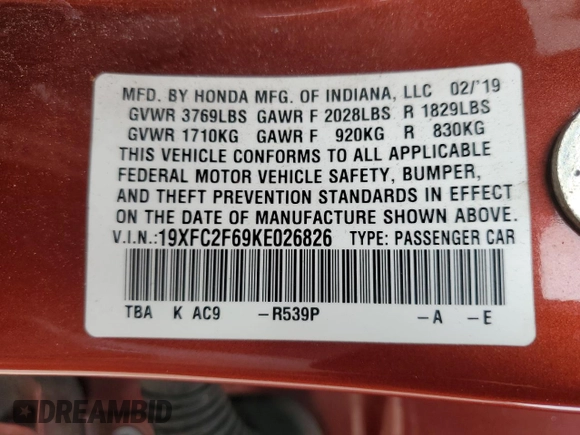 MFD. BY HONDA MFG. OF INDIANA, LLC 02/'19
GVWR 3769LBS GAWR F 2028LBS R 1829LBS
GVWR 1710KG GAWR F 920KG R 830KG
THIS VEHICLE CONFORMS TO ALL APPLICABLE
FEDERAL MOTOR VEHICLE SAFETY, BUMPER,
AND THEFT PREVENTION STANDARDS IN EFFECT
ON THE DATE OF MANUFACTURE SHOWN ABOVE.
V.I.N.:19XFC2F69KE026826 TYPE: PASSENGER CAR
TBA K AC9 -R539P -A -E
DREAMBID